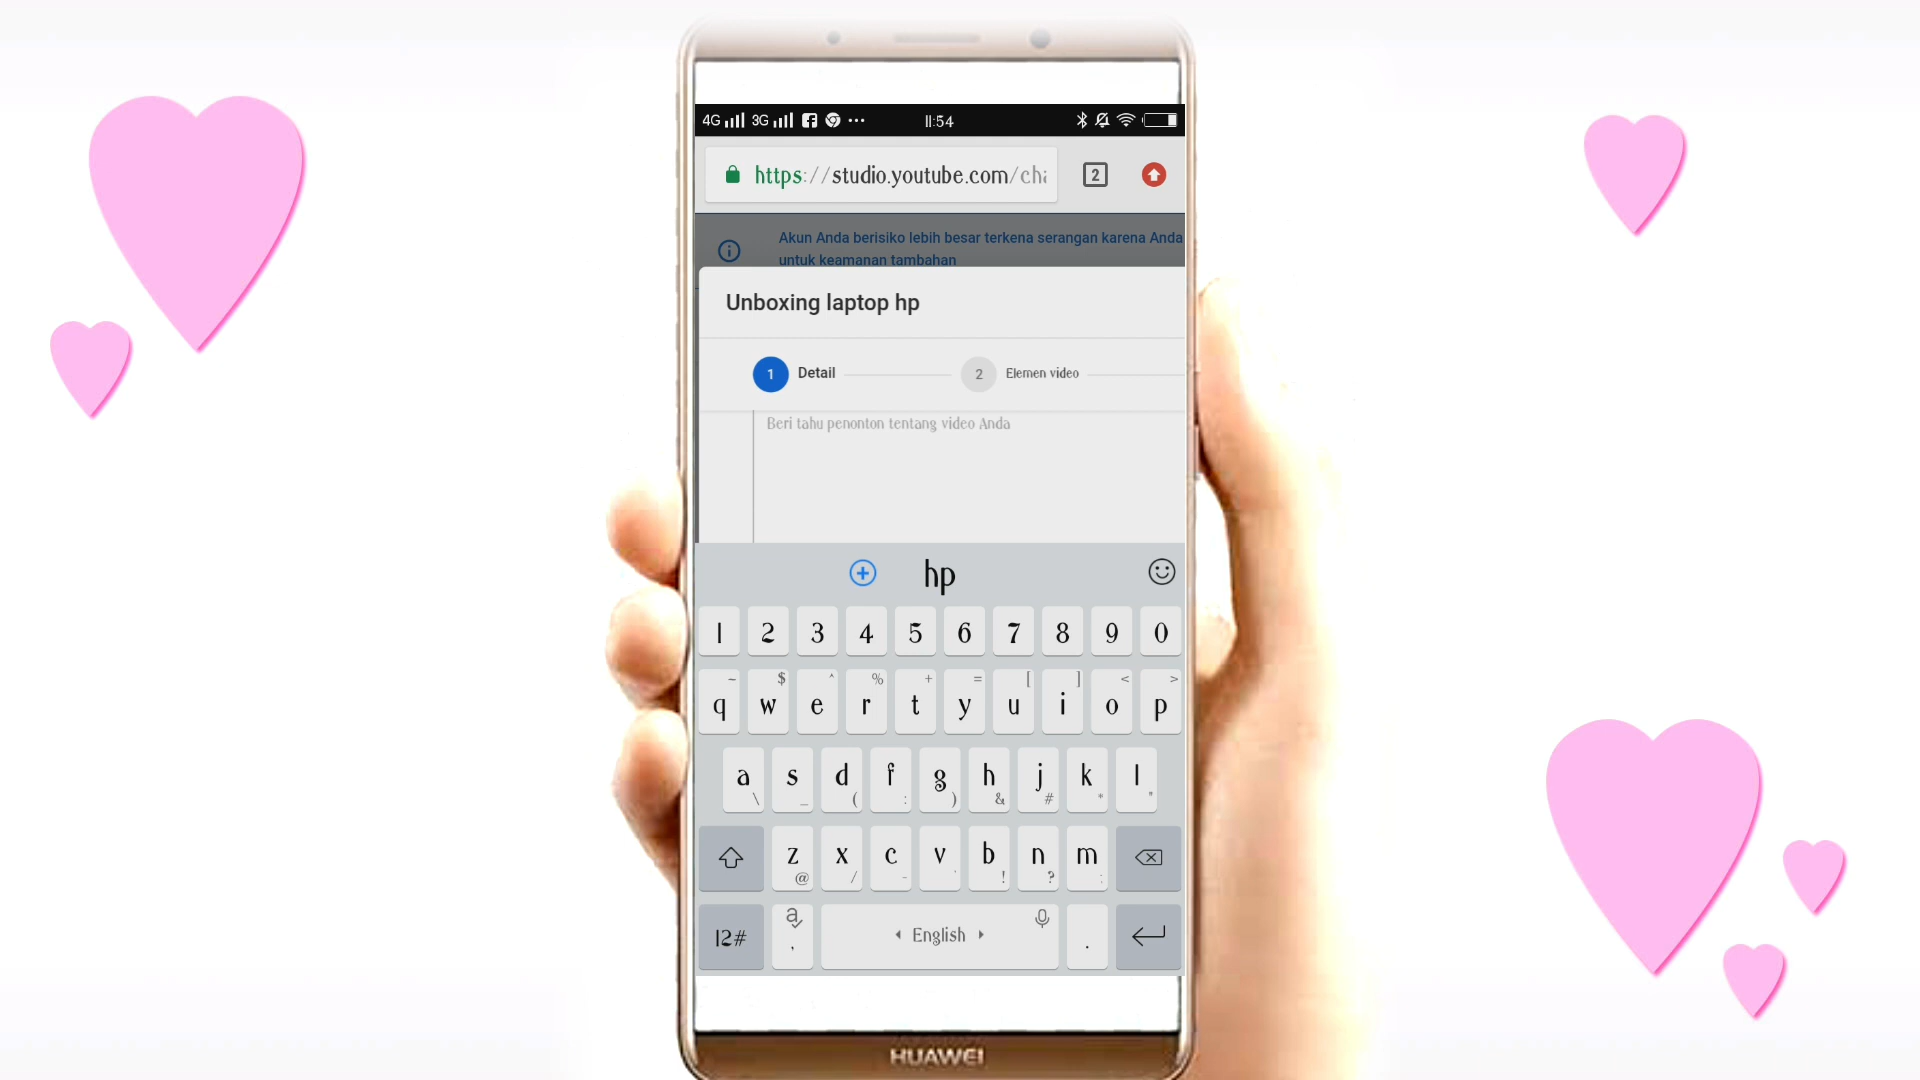 4G 3G 11:54
https://studio.youtube.com/cha
2
Akun Anda berisiko lebih besar terkena serangan karena Anda
untuk keamanan tambahan
Unboxing laptop hp
1 Detail
2 Elemen video
Beri tahu penonton tentang video Anda
hp
1 2 3 4 5 6 7 8 9 0
~ $ ^ % + = [ ] < >
q w e r t y u i o p
a s d f g h j k l
\ _ ( : ) & # * "
z x c v b n m
@ / - ' ! ? ;
12# a , English .
HUAWEI